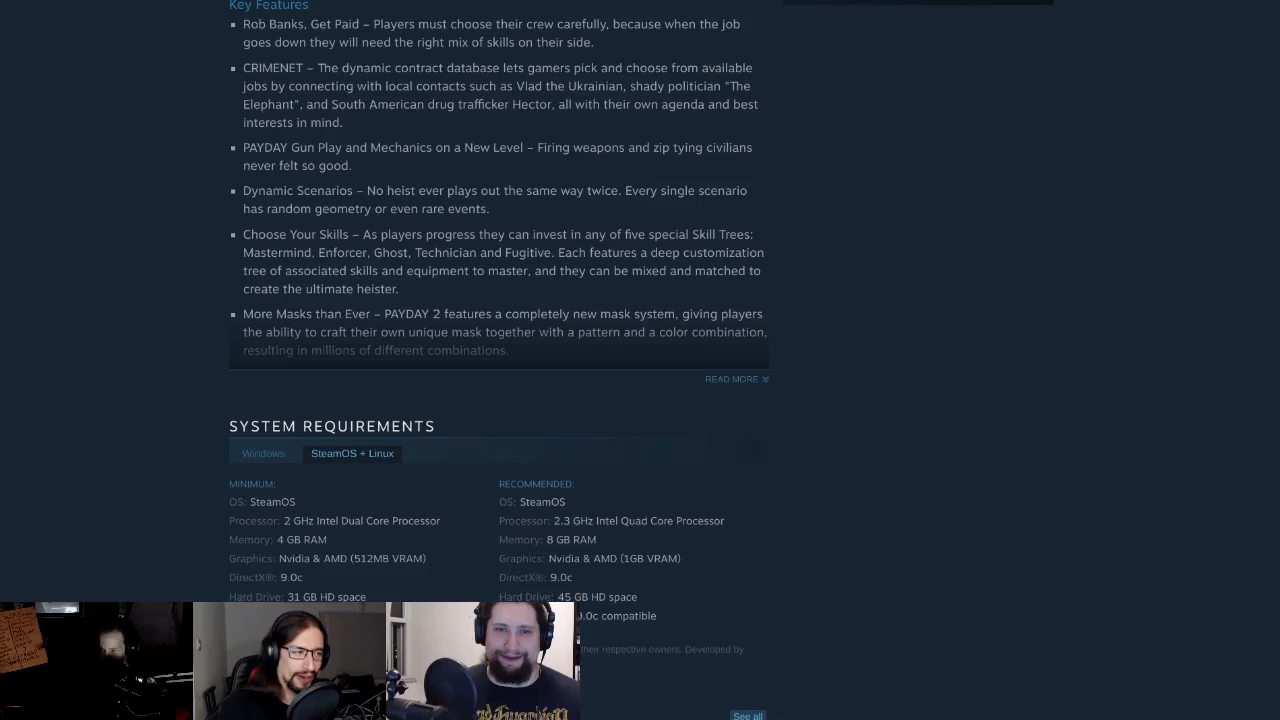 Key Features
Rob Banks, Get Paid – Players must choose their crew carefully, because when the job
goes down they will need the right mix of skills on their side.
CRIMENET – The dynamic contract database lets gamers pick and choose from available
jobs by connecting with local contacts such as Vlad the Ukrainian, shady politician "The
Elephant", and South American drug trafficker Hector, all with their own agenda and best
interests in mind.
PAYDAY Gun Play and Mechanics on a New Level – Firing weapons and zip tying civilians
never felt so good.
Dynamic Scenarios – No heist ever plays out the same way twice. Every single scenario
has random geometry or even rare events.
Choose Your Skills – As players progress they can invest in any of five special Skill Trees:
Mastermind, Enforcer, Ghost, Technician and Fugitive. Each features a deep customization
tree of associated skills and equipment to master, and they can be mixed and matched to
create the ultimate heister.
More Masks than Ever – PAYDAY 2 features a completely new mask system, giving players
the ability to craft their own unique mask together with a pattern and a color combination,
resulting in millions of different combinations.
READ MORE
SYSTEM REQUIREMENTS
Windows SteamOS + Linux
MINIMUM:
OS: SteamOS
Processor: 2 GHz Intel Dual Core Processor
Memory: 4 GB RAM
Graphics: Nvidia & AMD (512MB VRAM)
DirectX®: 9.0c
Hard Drive: 31 GB HD space
RECOMMENDED:
OS: SteamOS
Processor: 2.3 GHz Intel Quad Core Processor
Memory: 8 GB RAM
Graphics: Nvidia & AMD (1GB VRAM)
DirectX®: 9.0c
Hard Drive: 45 GB HD space
9.0c compatible
their respective owners. Developed by
See all